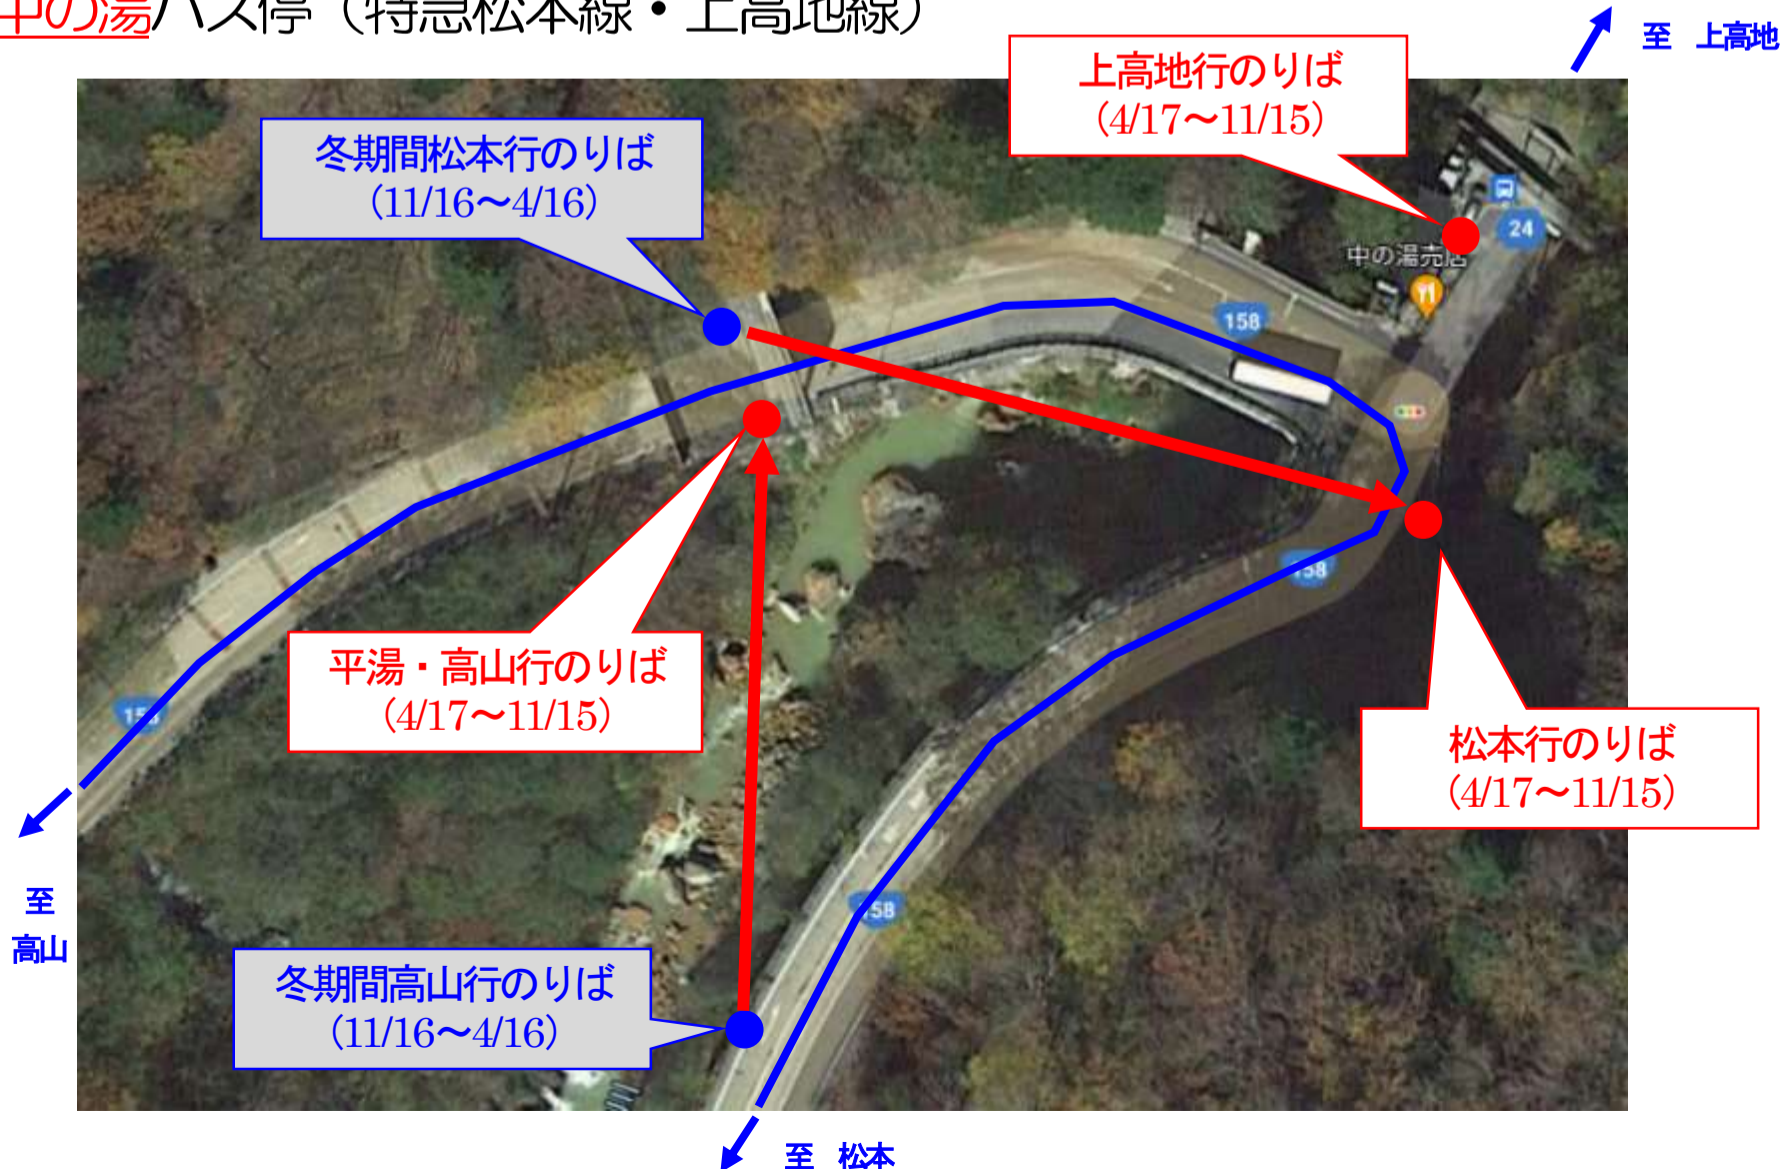 中の湯バス停（特急松本線・上高地線）
至 上高地
上高地行のりば
（4/17～11/15）
冬期間松本行のりば
（11/16～4/16）
24
中の湯売店
158
158
平湯・高山行のりば
（4/17～11/15）
158
松本行のりば
（4/17～11/15）
至
高山
158
冬期間高山行のりば
（11/16～4/16）
至 松本